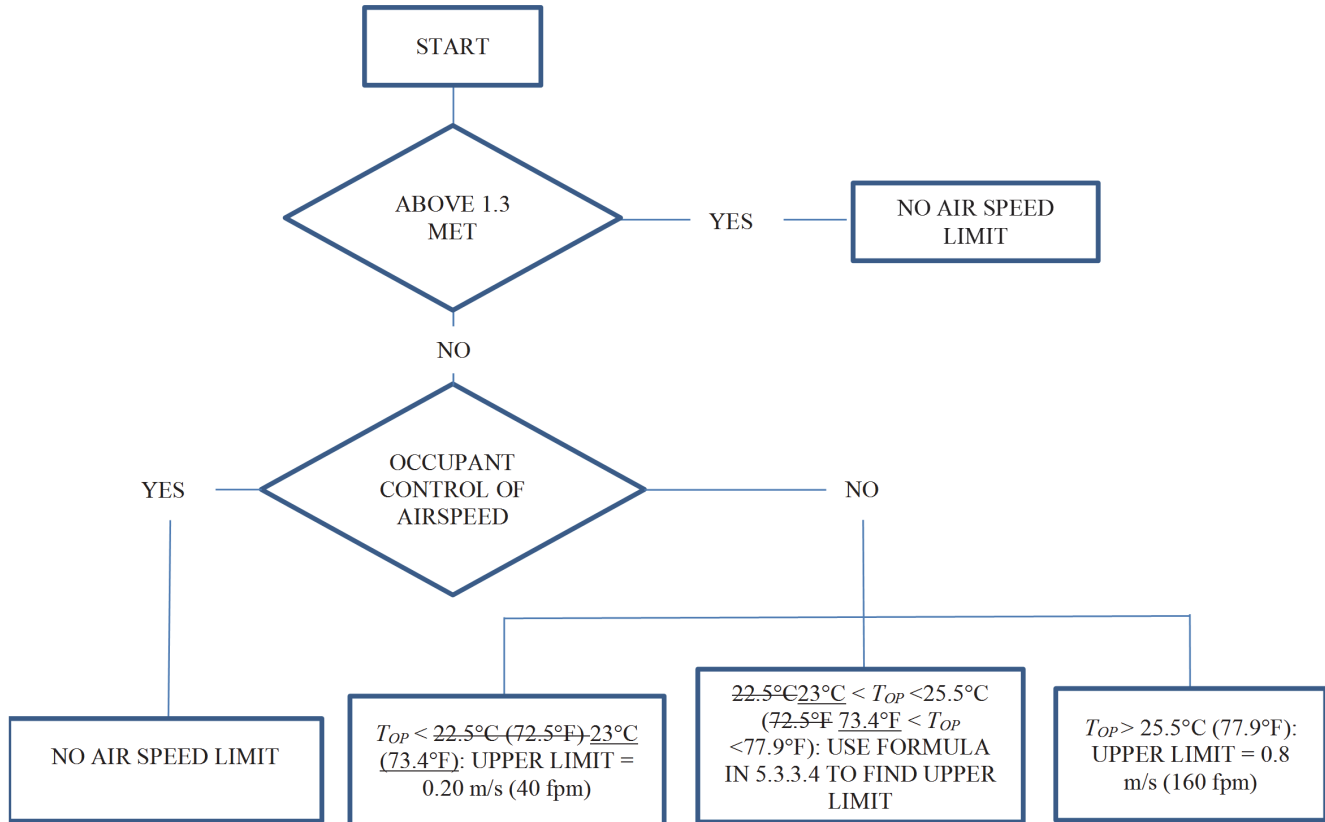 START
ABOVE 1.3
MET
YES
NO AIR SPEED
LIMIT
NO
OCCUPANT
CONTROL OF
AIRSPEED
YES
NO
NO AIR SPEED LIMIT
TOP < 22.5°C (72.5°F) 23°C
(73.4°F): UPPER LIMIT =
0.20 m/s (40 fpm)
22.5°C23°C < TOP <25.5°C
(72.5°F 73.4°F < TOP
<77.9°F): USE FORMULA
IN 5.3.3.4 TO FIND UPPER
LIMIT
TOP > 25.5°C (77.9°F):
UPPER LIMIT = 0.8
m/s (160 fpm)